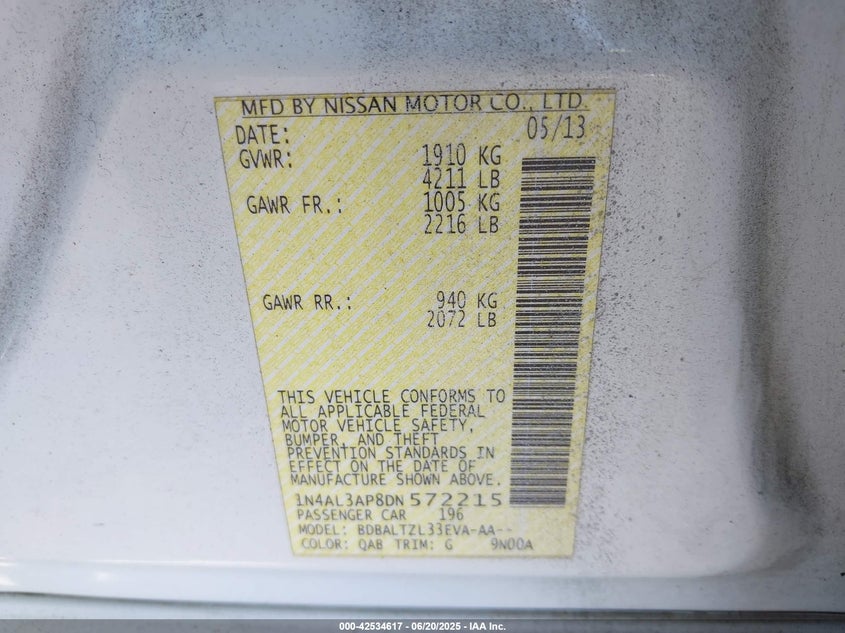 MFD BY NISSAN MOTOR CO., LTD.
DATE: 05/13
GVWR: 1910 KG
4211 LB
GAWR FR.: 1005 KG
2216 LB
GAWR RR.: 940 KG
2072 LB
THIS VEHICLE CONFORMS TO
ALL APPLICABLE FEDERAL
MOTOR VEHICLE SAFETY,
BUMPER, AND THEFT
PREVENTION STANDARDS IN
EFFECT ON THE DATE OF
MANUFACTURE SHOWN ABOVE.
1N4AL3AP8DN572215
PASSENGER CAR 196
MODEL: BDBALTZL33EVA-AA--
COLOR: QAB TRIM: G 9N00A
000-42534617 - 06/20/2025 - IAA Inc.